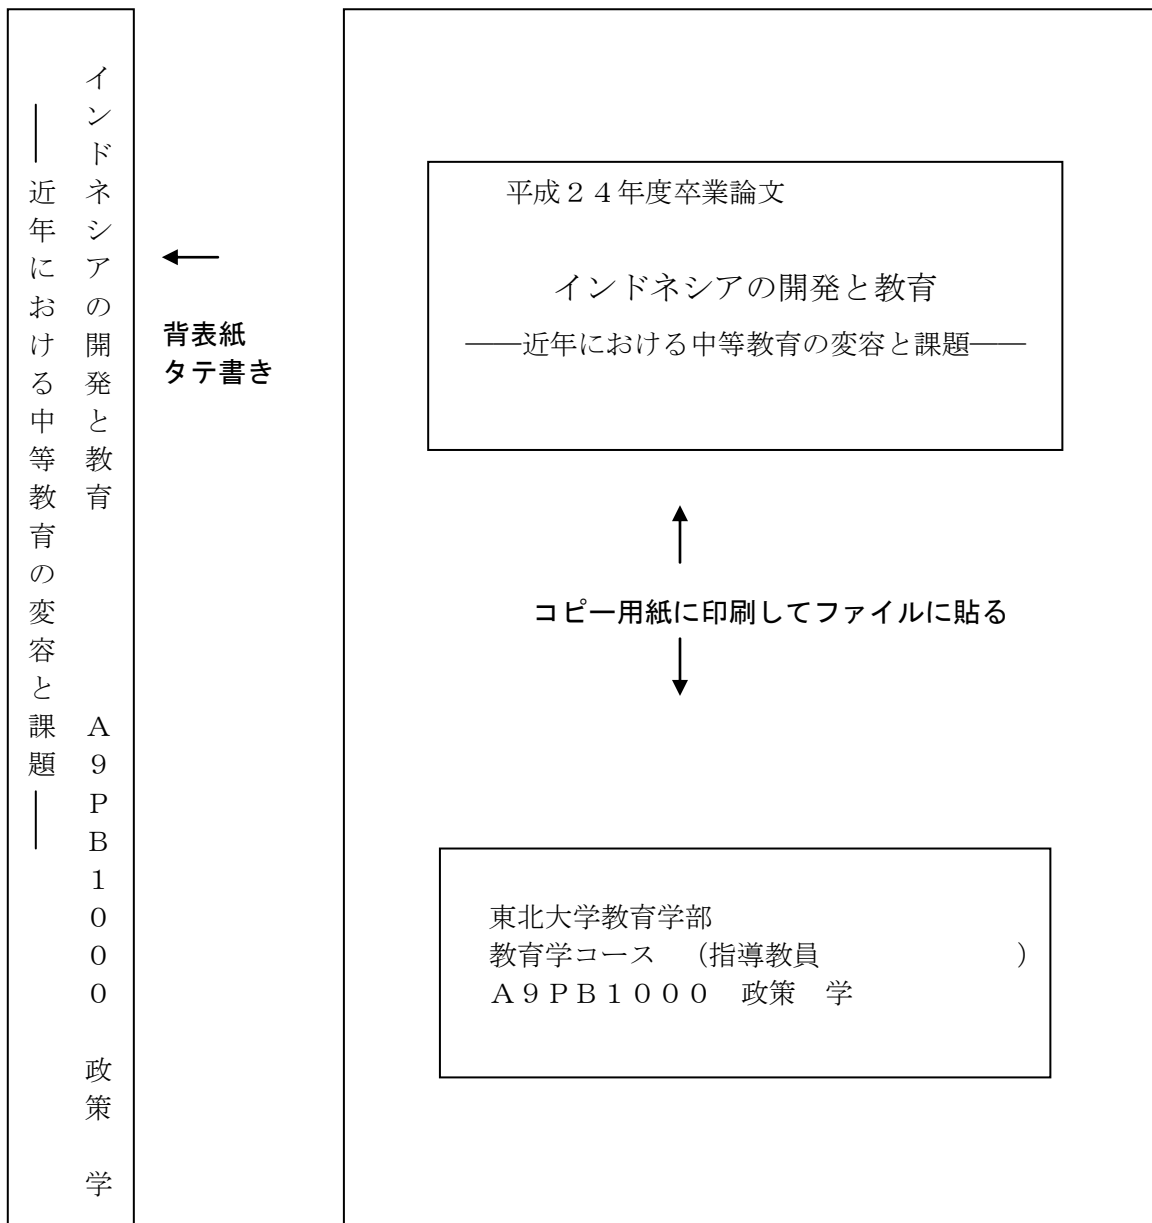 インドネシアの開発と教育　　　　　Ａ９ＰＢ１０００　政策　学
――近年における中等教育の変容と課題――
背表紙
タテ書き
平成２４年度卒業論文
インドネシアの開発と教育
――近年における中等教育の変容と課題――
コピー用紙に印刷してファイルに貼る
東北大学教育学部
教育学コース　（指導教員　　　　　　　）
Ａ９ＰＢ１０００　政策　学